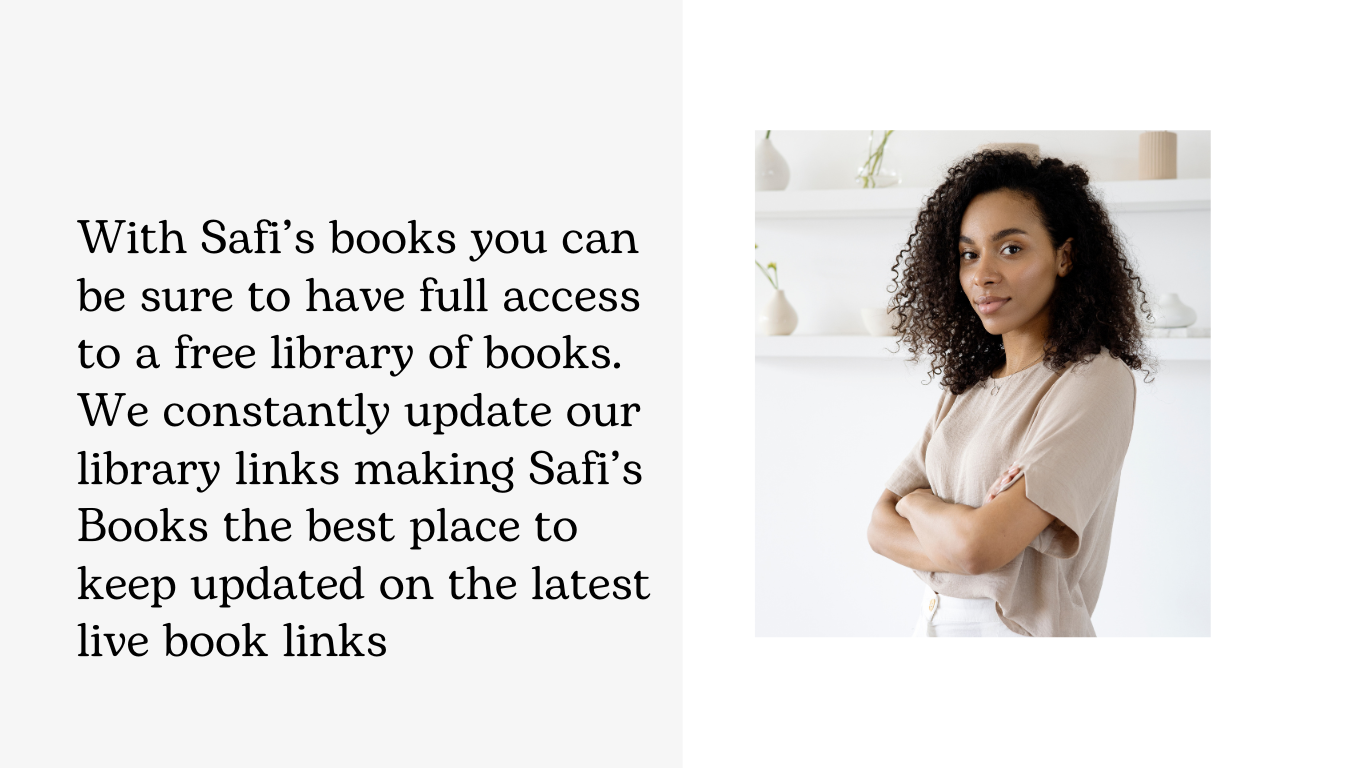 With Safi’s books you can
be sure to have full access
to a free library of books.
We constantly update our
library links making Safi’s
Books the best place to
keep updated on the latest
live book links